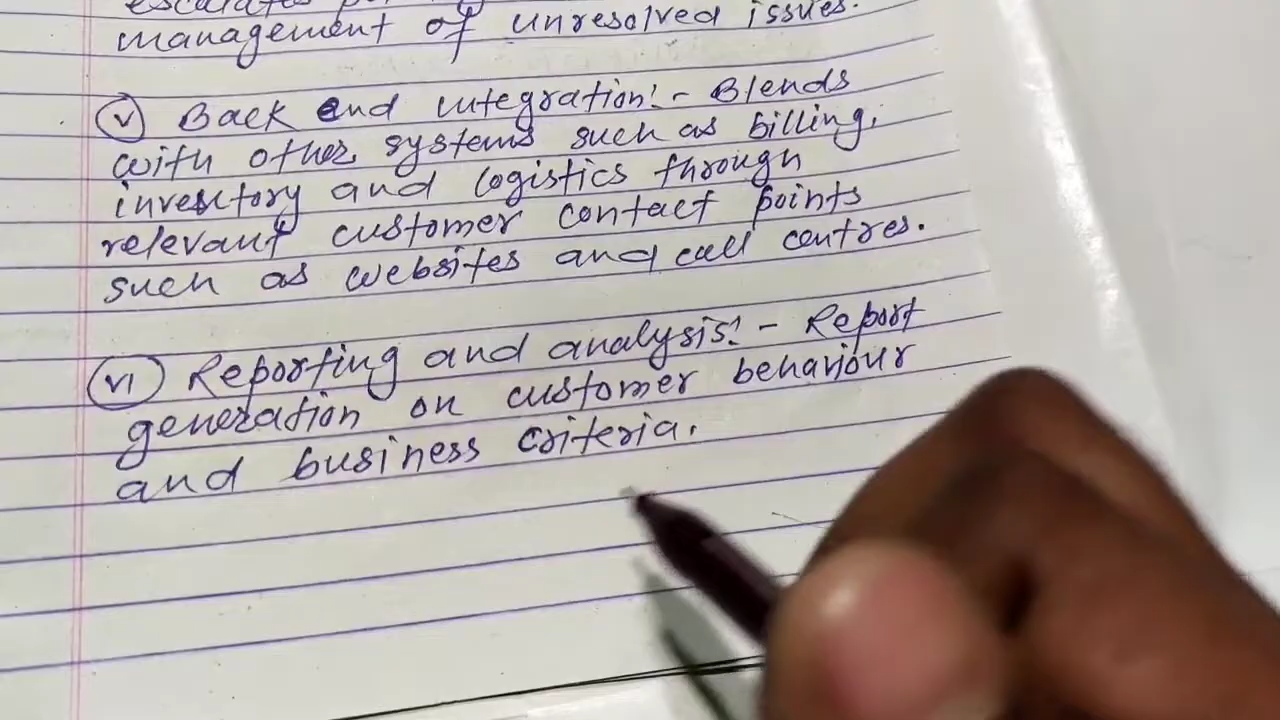 management of unresolved issues.
(v) Back end integration:- Blends
with other systems such as billing,
inventory and logistics through
relevant customer contact points
such as websites and call centres.
(vi) Reporting and analysis:- Report
generation on customer behaviour
and business criteria.